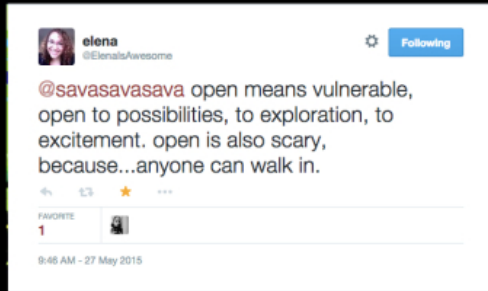 elena
@ElenaIsAwesome
Following
@savasavasava open means vulnerable,
open to possibilities, to exploration, to
excitement. open is also scary,
because...anyone can walk in.
FAVORITE
1
9:46 AM - 27 May 2015